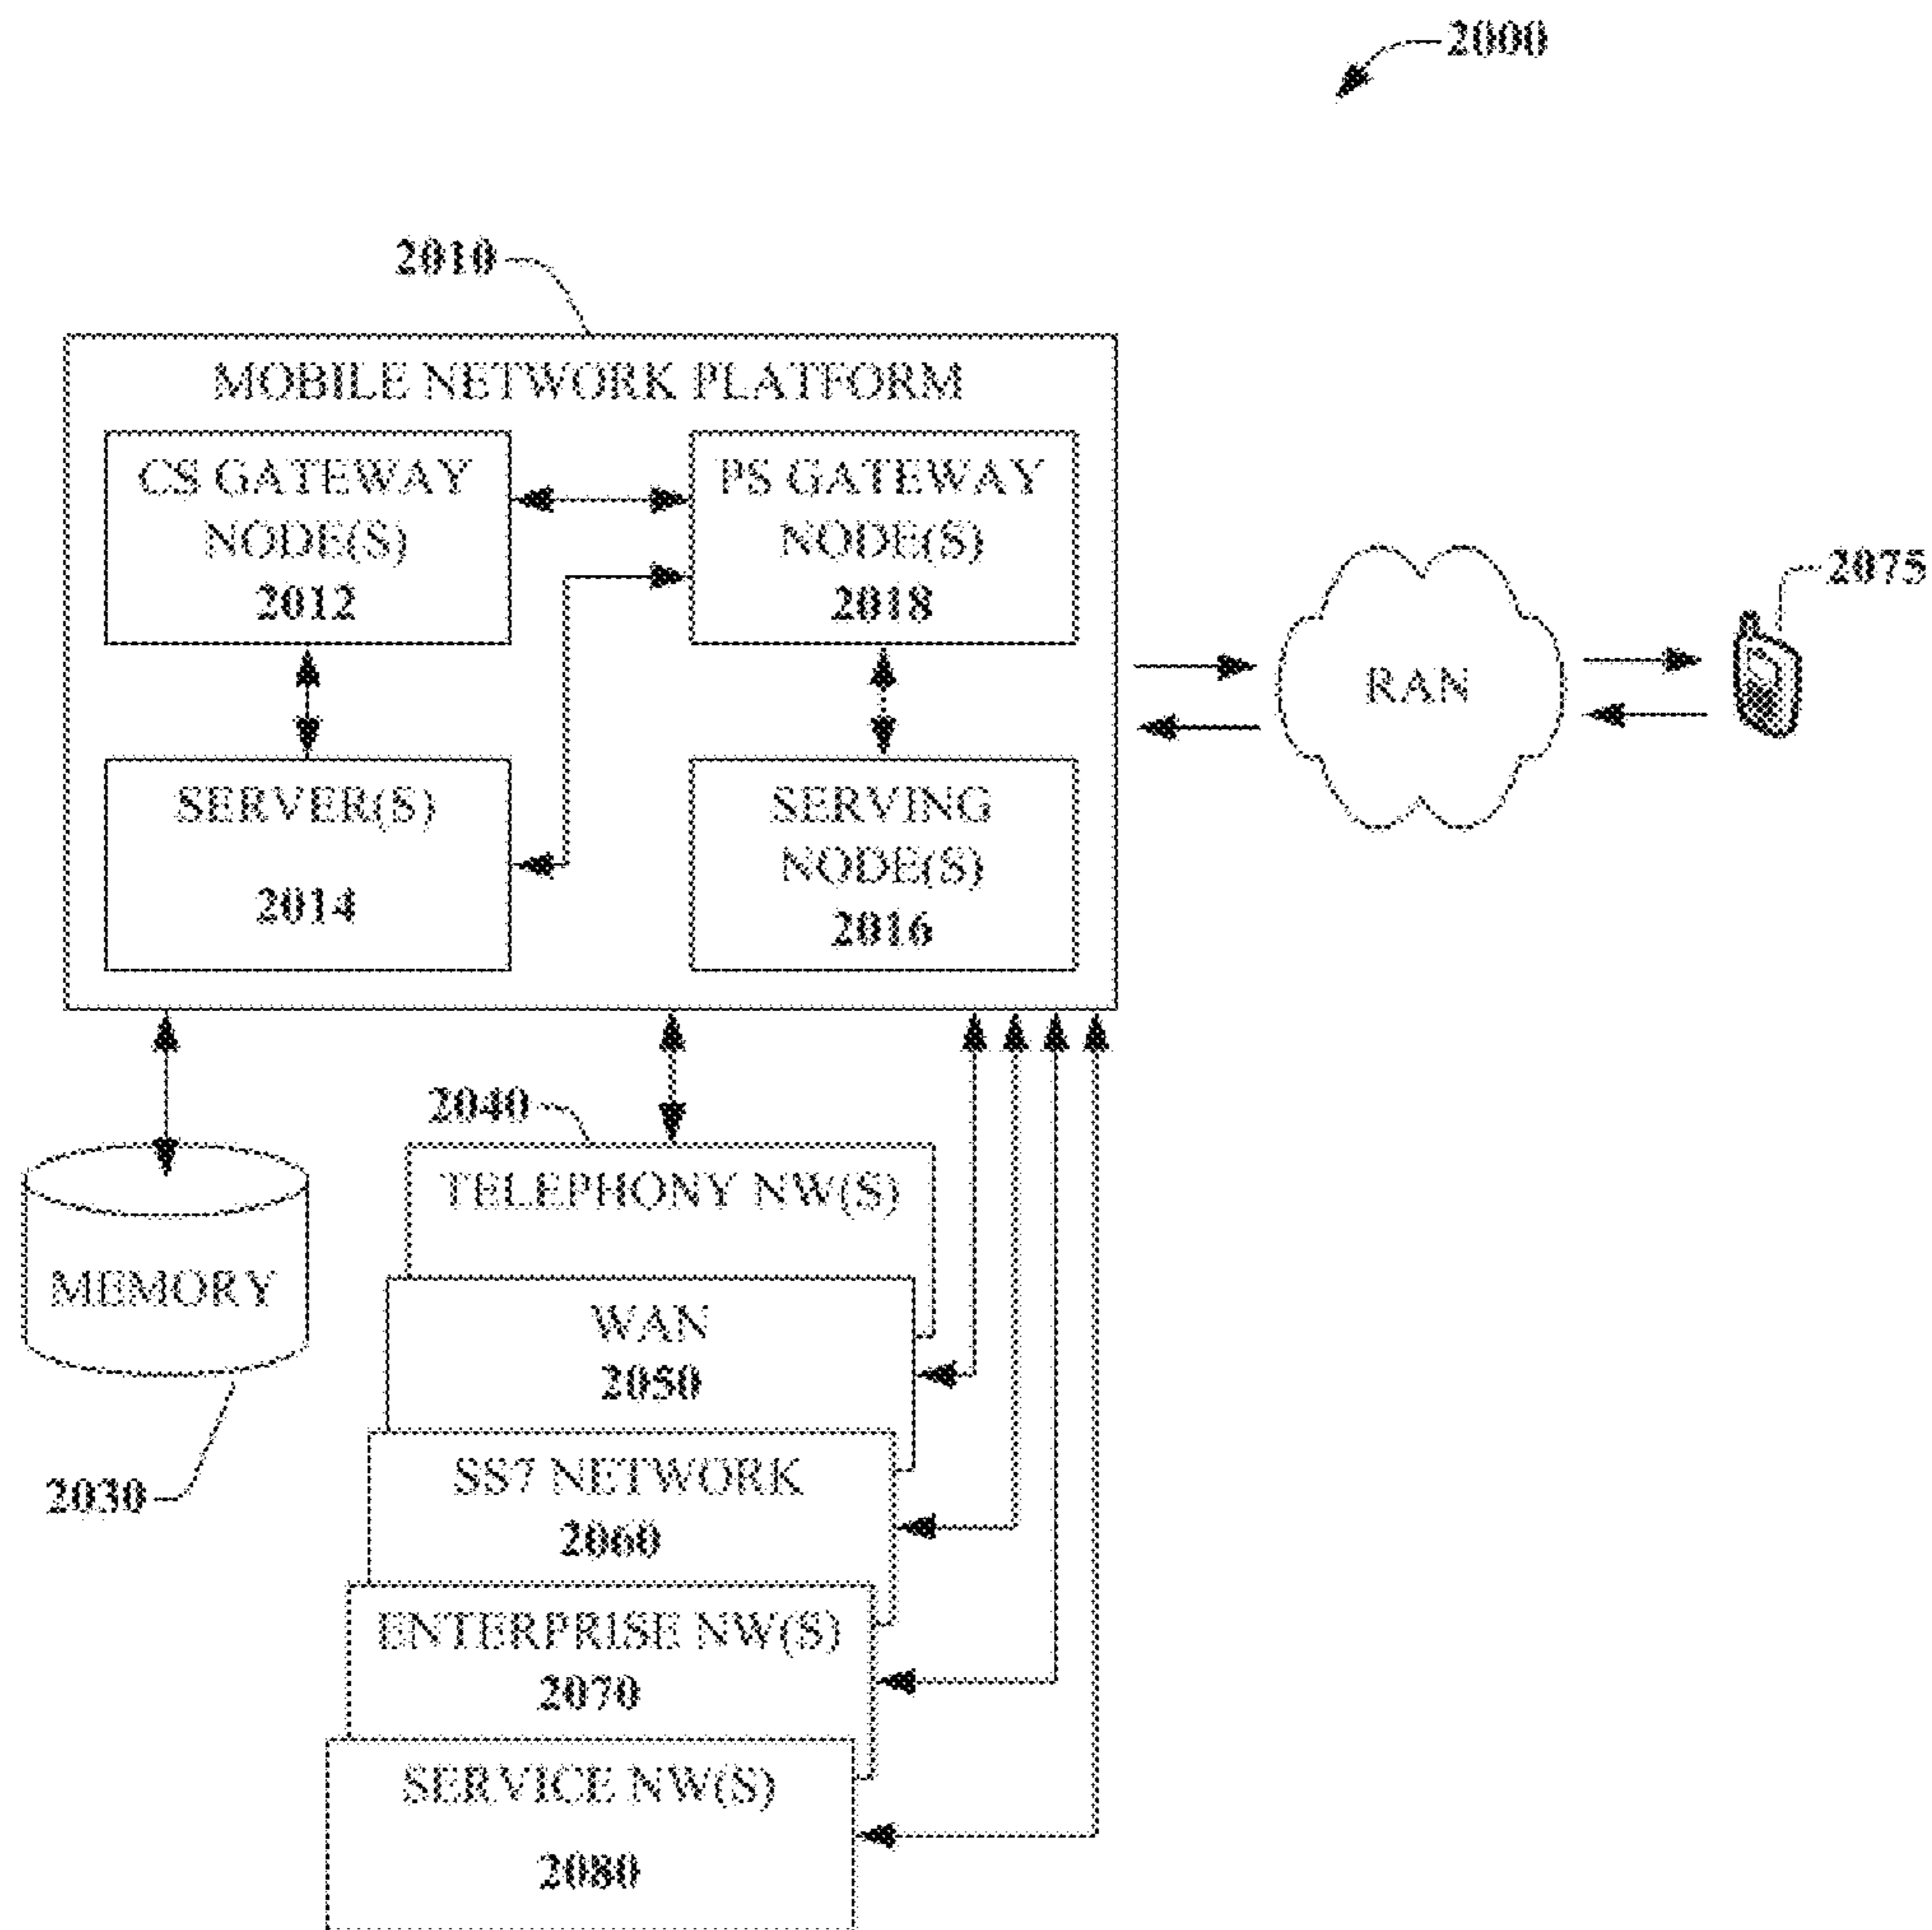 2000
2010
MOBILE NETWORK PLATFORM
CS GATEWAY
NODE(S)
2012
PS GATEWAY
NODE(S)
2018
SERVER(S)
2014
SERVING
NODE(S)
2016
RAN
2075
2040
TELEPHONY NW(S)
MEMORY
2030
WAN
2050
SS7 NETWORK
2060
ENTERPRISE NW(S)
2070
SERVICE NW(S)
2080